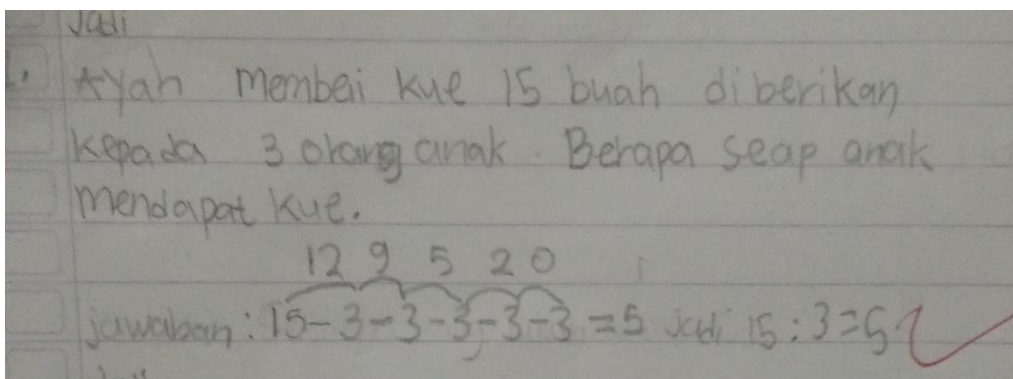 Jadi
Ayah membei kue 15 buah diberikan
kepada 3 orang anak. Berapa seap anak
mendapat kue.
12 9 5 2 0
jawaban: 15-3-3-3-3-3 = 5 Jadi 15 : 3 = 5